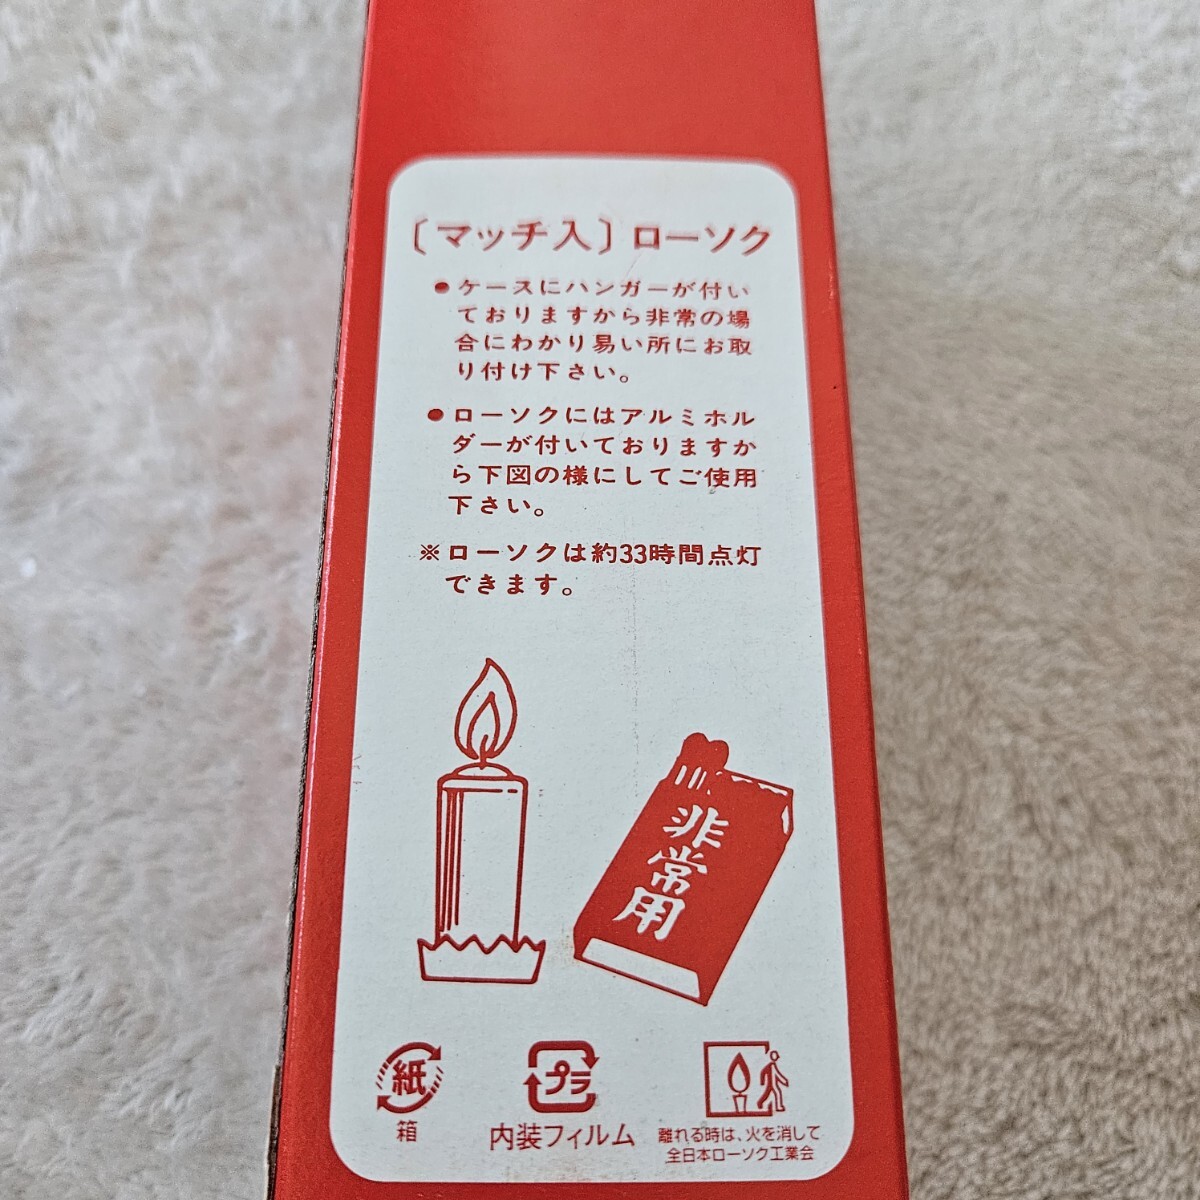 〔マッチ入〕ローソク
●ケースにハンガーが付い
ておりますから非常の場
合にわかり易い所にお取
り付け下さい。
●ローソクにはアルミホル
ダーが付いておりますか
ら下図の様にしてご使用
下さい。
※ローソクは約33時間点灯
できます。
非常用
紙
箱
プラ
内装フィルム
離れる時は、火を消して
全日本ローソク工業会